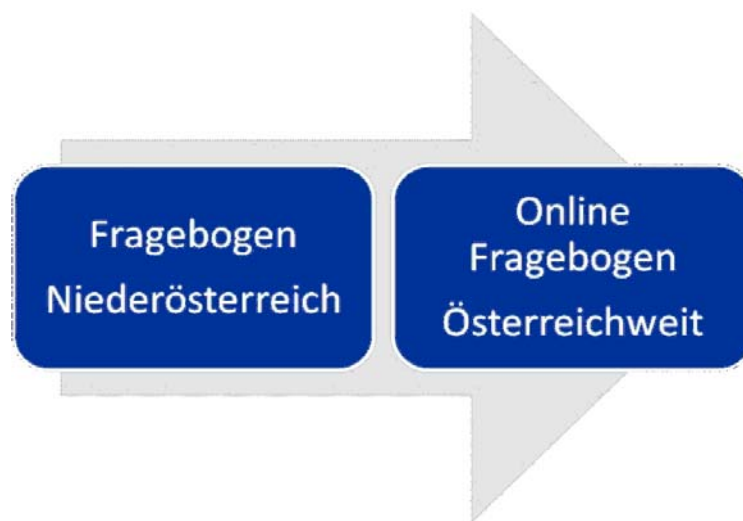 Fragebogen
Niederösterreich
Online
Fragebogen
Österreichweit